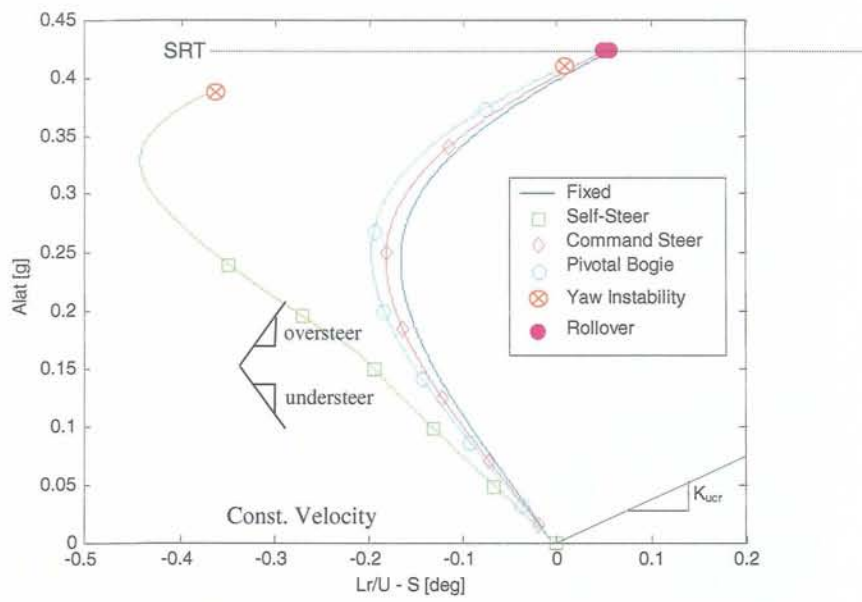 0.45
SRT
0.4
0.35
0.3
0.25
0.2
0.15
0.1
0.05
0
Alat [g]
Fixed
Self-Steer
Command Steer
Pivotal Bogie
Yaw Instability
Rollover
oversteer
understeer
Const. Velocity
Kucr
-0.5 -0.4 -0.3 -0.2 -0.1 0 0.1 0.2
Lr/U - S [deg]